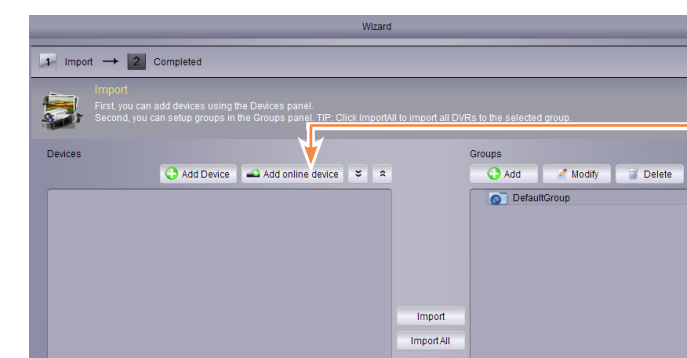 Wizard
1 Import → 2 Completed
Import
First, you can add devices using the Devices panel.
Second, you can setup groups in the Groups panel. TIP: Click ImportAll to import all DVRs to the selected group.
Devices
Groups
Add Device Add online device
Add Modify Delete
DefaultGroup
Import
Import All